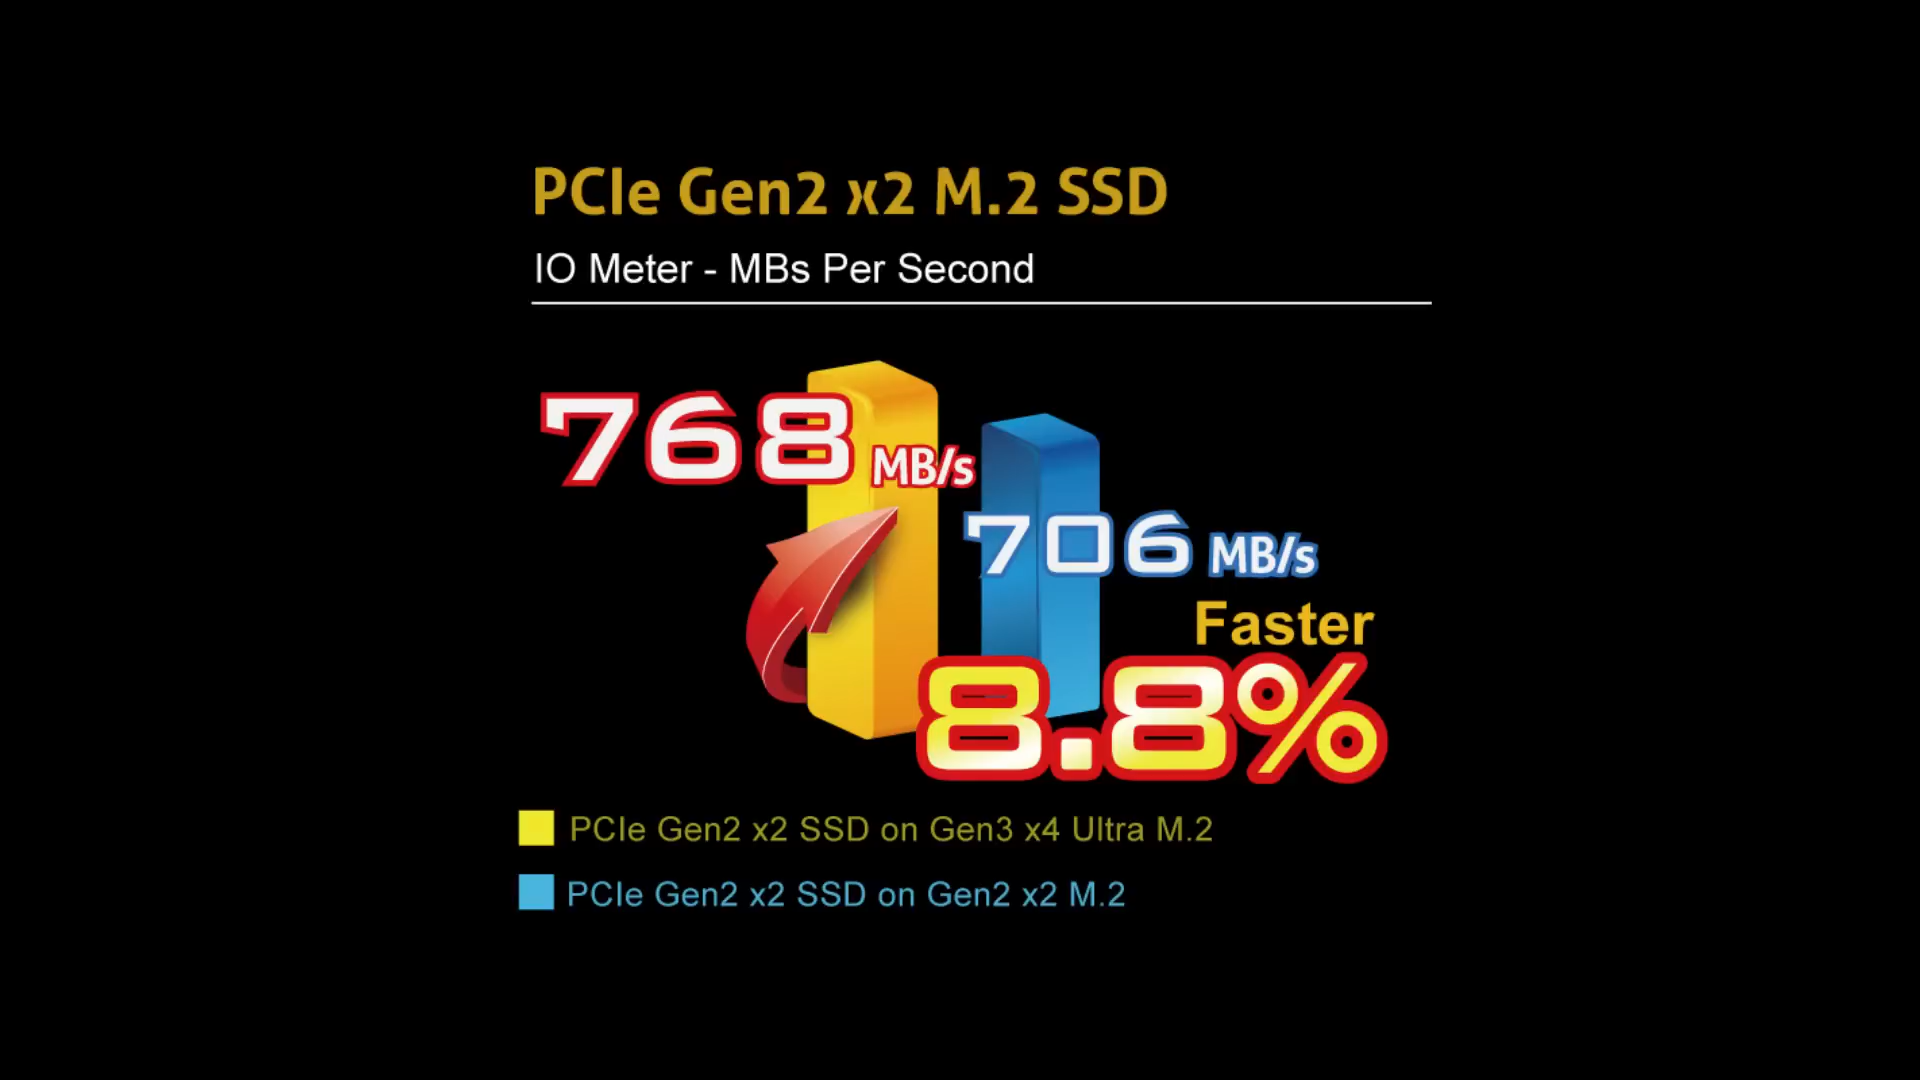 PCIe Gen2 x2 M.2 SSD
IO Meter - MBs Per Second
768 MB/s
706 MB/s
Faster
8.8%
PCIe Gen2 x2 SSD on Gen3 x4 Ultra M.2
PCIe Gen2 x2 SSD on Gen2 x2 M.2